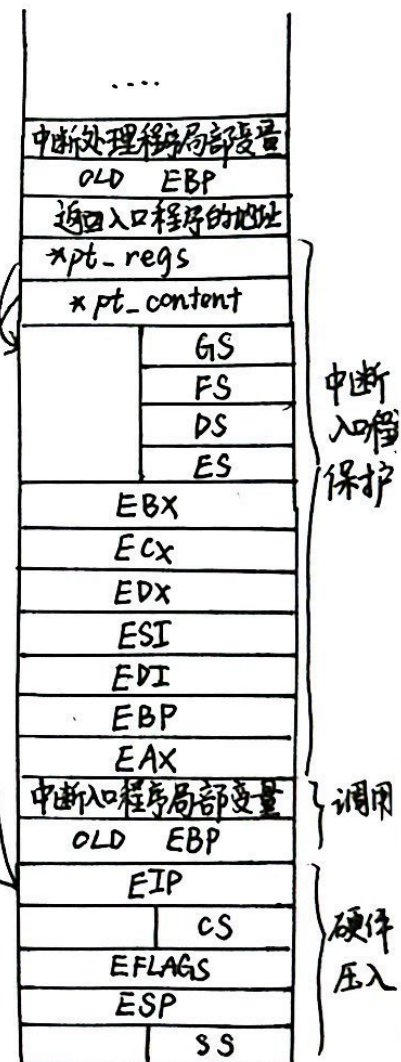 ....
中断处理程序局部变量
OLD EBP
返回入口程序的地址
*pt_regs
*pt_content
GS
FS
DS
ES
中断
入口程
保护
EBX
ECX
EDX
ESI
EDI
EBP
EAX
中断入口程序局部变量
调用
OLD EBP
EIP
CS
硬件
压入
EFLAGS
ESP
SS